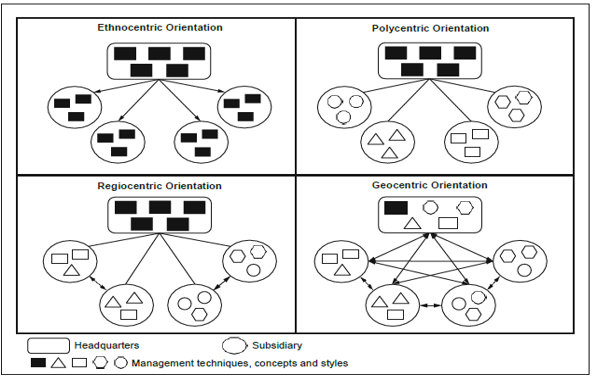 Ethnocentric Orientation
Polycentric Orientation
Regiocentric Orientation
Geocentric Orientation
Headquarters
Subsidiary
Management techniques, concepts and styles